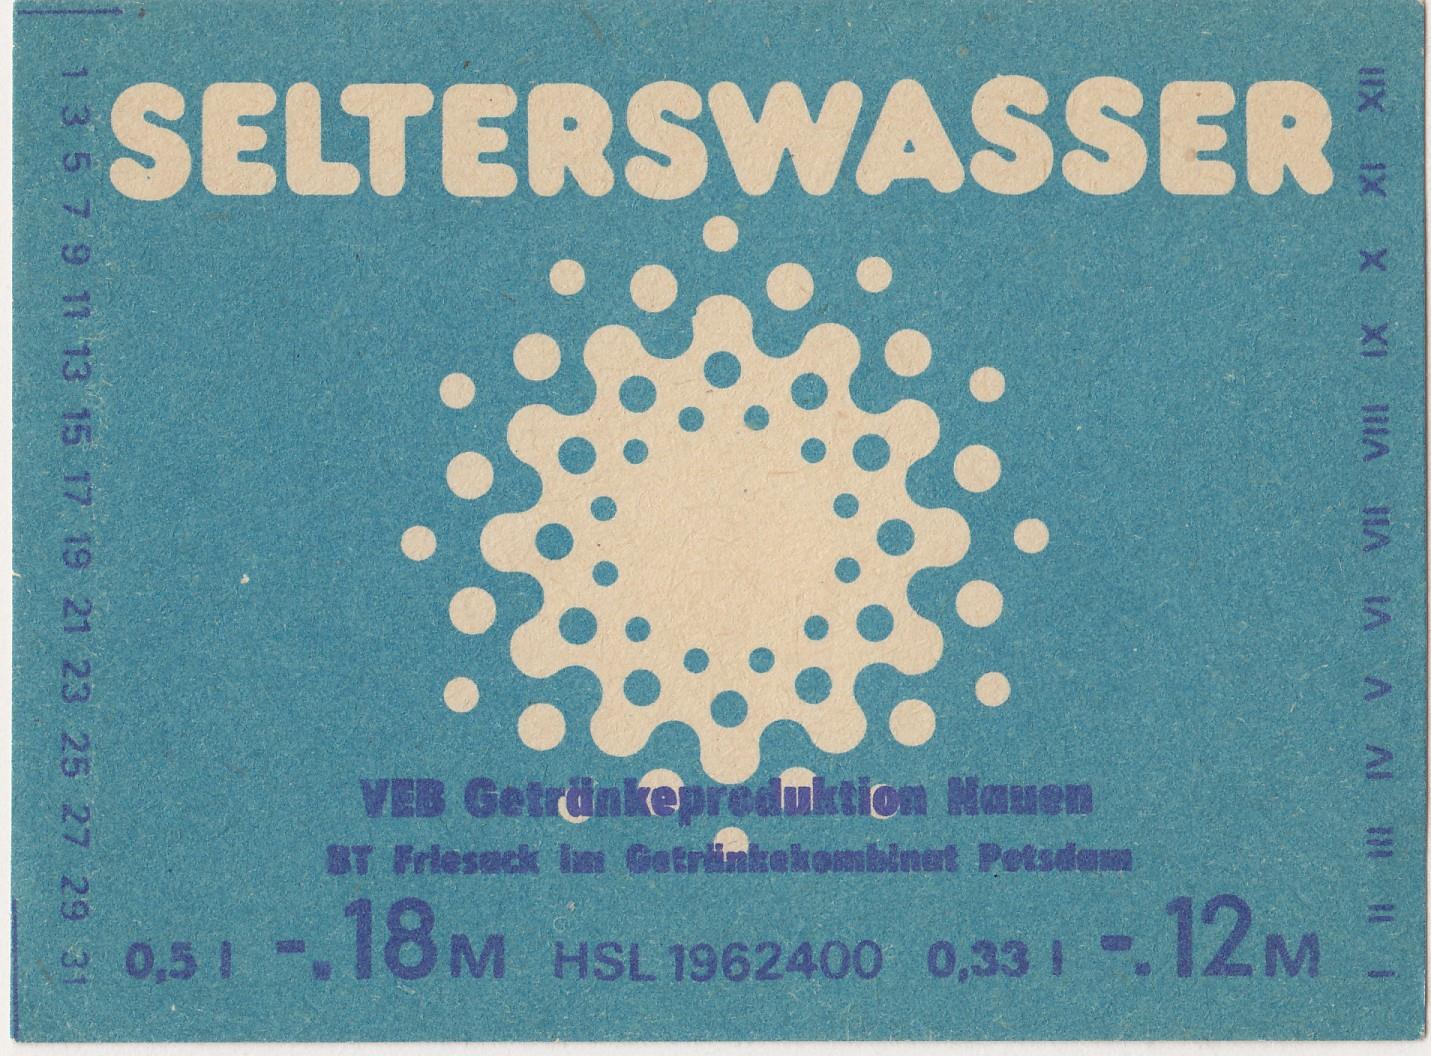 SELTERSWASSER
1 3 5 7 9 11 13 15 17 19 21 23 25 27 29 31
XII XI X IX VIII VII VI V IV III II I
VEB Getränkeproduktion Nauen
BT Friesack im Getränkekombinat Potsdam
0,5 l -.18 M HSL 1962400 0,33 l -.12 M